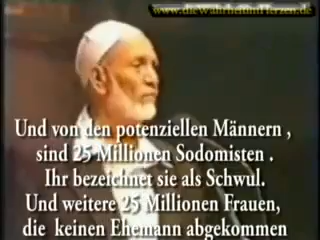 www.dieWahrheitimHerzen.de
Und von den potenziellen Männern ,
sind 25 Millionen Sodomisten .
Ihr bezeichnet sie als Schwul.
Und weitere 25 Millionen Frauen,
die keinen Ehemann abgekommen